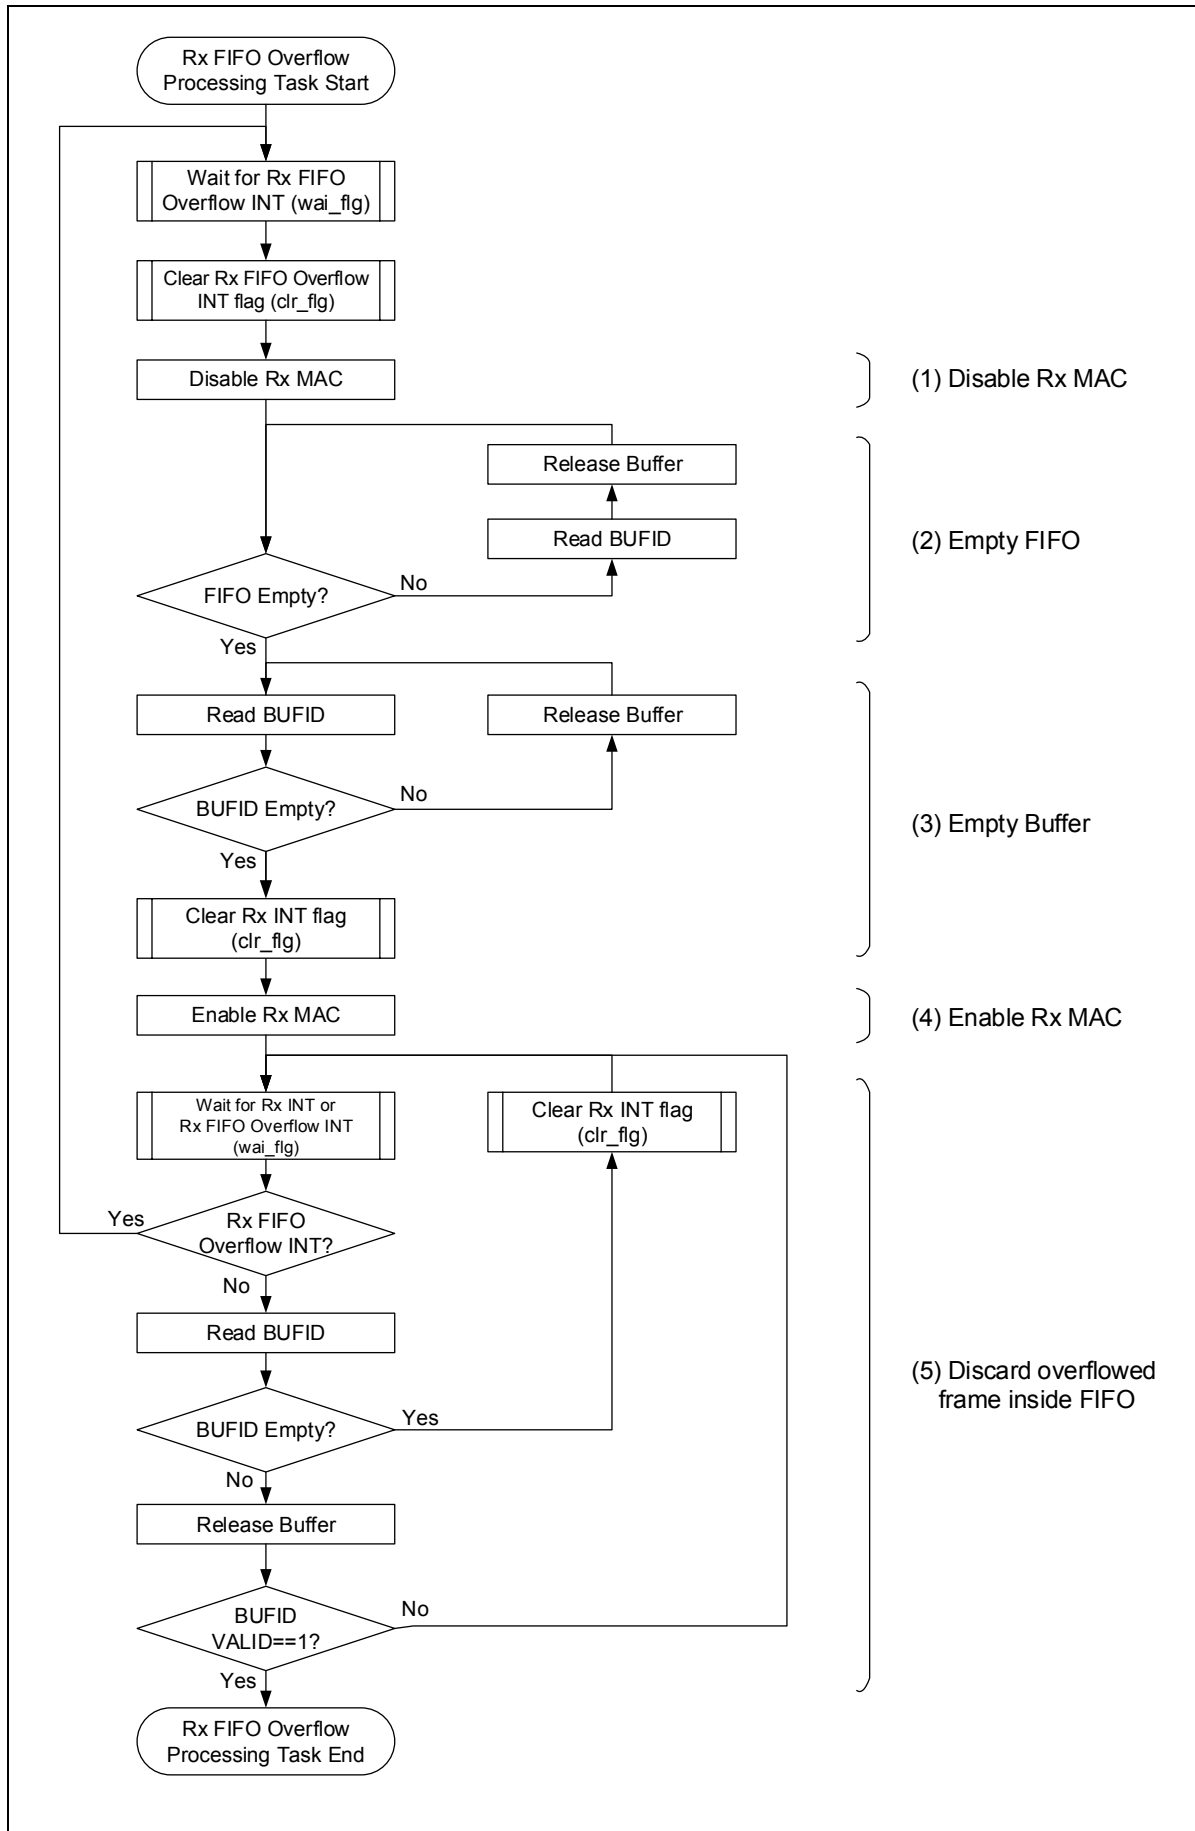 Rx FIFO Overflow
Processing Task Start
Wait for Rx FIFO
Overflow INT (wai_flg)
Clear Rx FIFO Overflow
INT flag (clr_flg)
Disable Rx MAC
(1) Disable Rx MAC
Release Buffer
Read BUFID
(2) Empty FIFO
FIFO Empty?
No
Yes
Read BUFID
Release Buffer
BUFID Empty?
No
(3) Empty Buffer
Yes
Clear Rx INT flag
(clr_flg)
Enable Rx MAC
(4) Enable Rx MAC
Wait for Rx INT or
Rx FIFO Overflow INT
(wai_flg)
Clear Rx INT flag
(clr_flg)
Yes
Rx FIFO
Overflow INT?
No
Read BUFID
(5) Discard overflowed
frame inside FIFO
BUFID Empty?
Yes
No
Release Buffer
BUFID
VALID==1?
No
Yes
Rx FIFO Overflow
Processing Task End